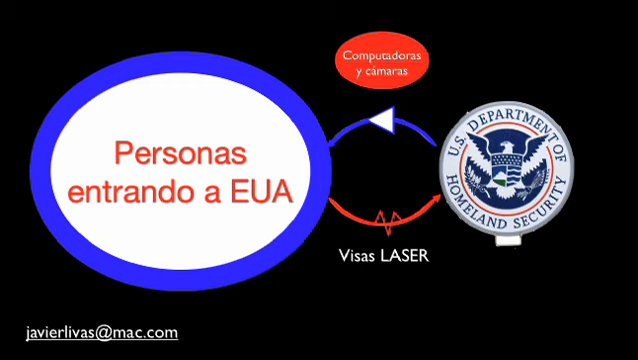 Computadoras
y cámaras
Personas
entrando a EUA
U.S. DEPARTMENT OF
HOMELAND SECURITY
Visas LASER
javierlivas@mac.com